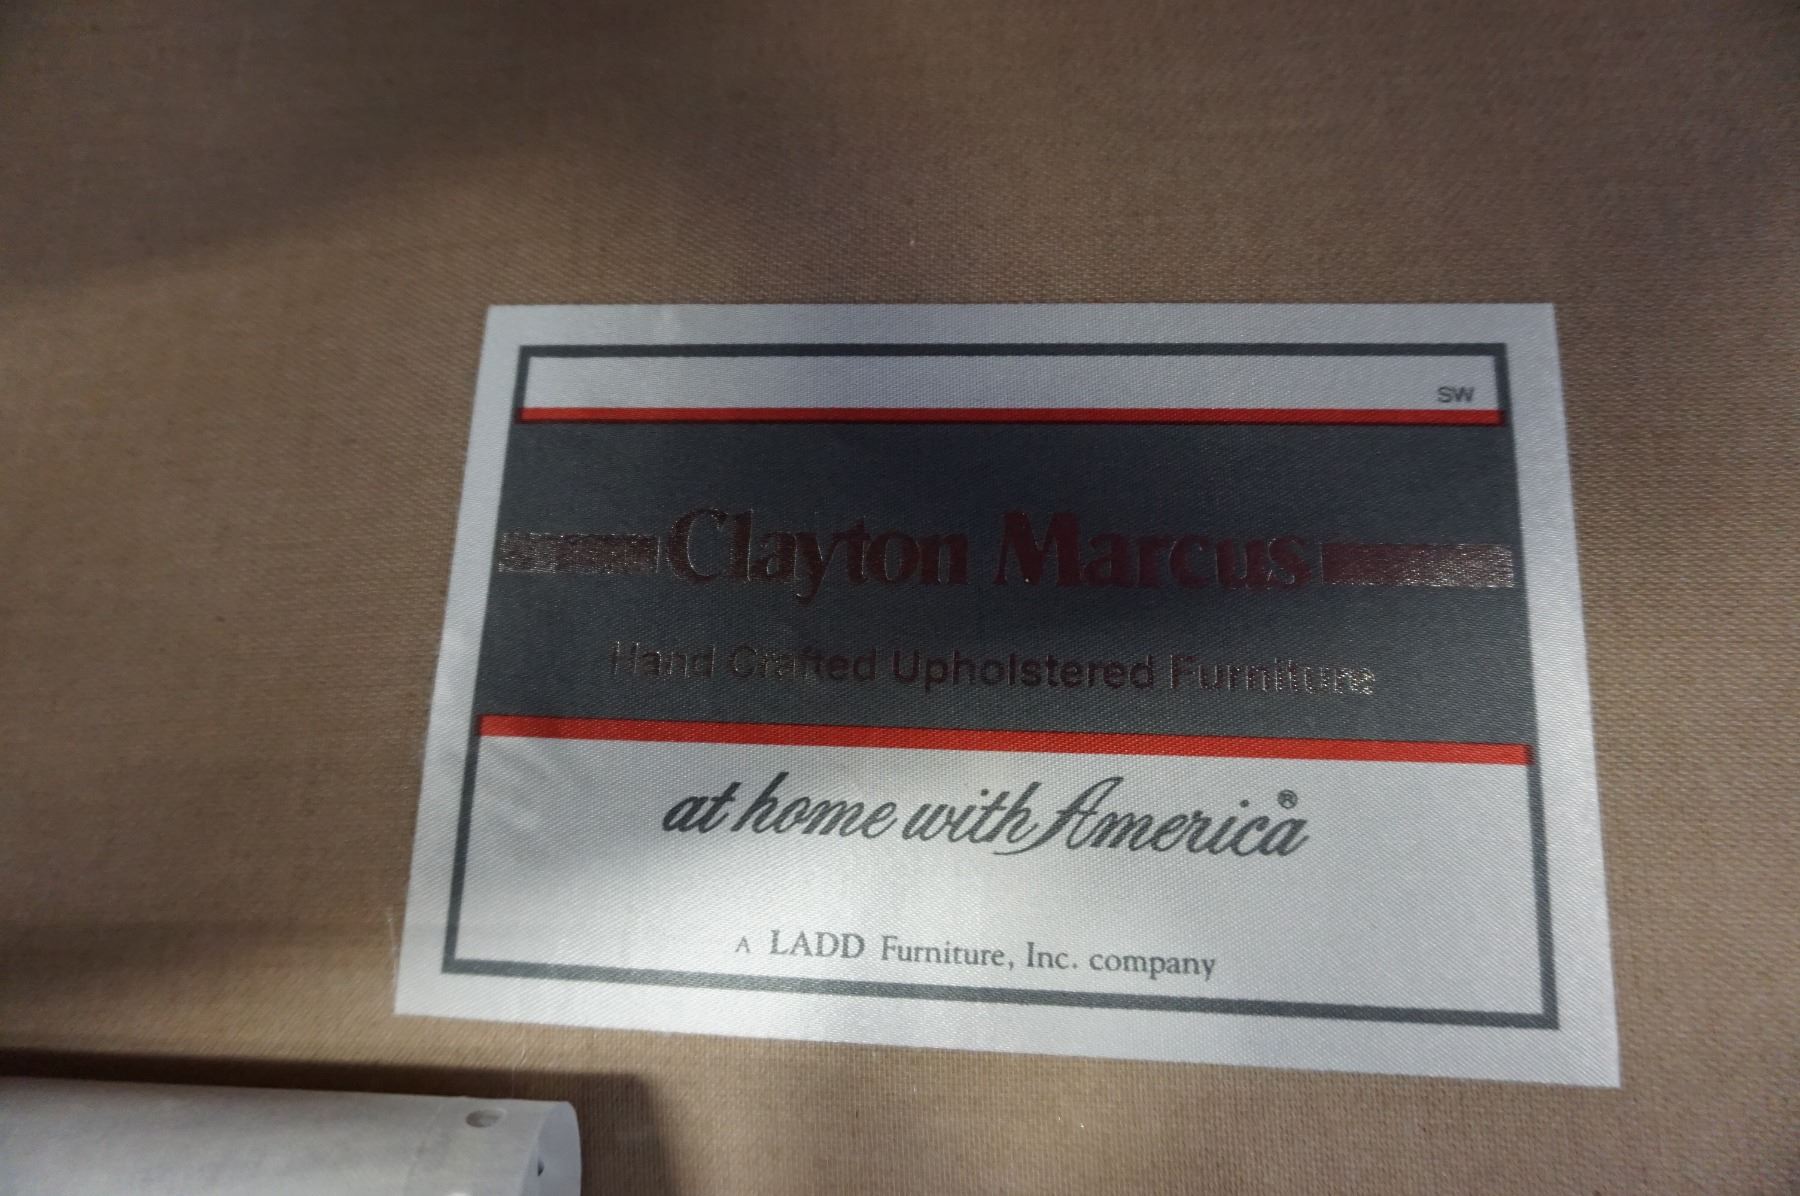 SW
Clayton Marcus
Hand Crafted Upholstered Furniture
at home with America®
A LADD Furniture, Inc. company